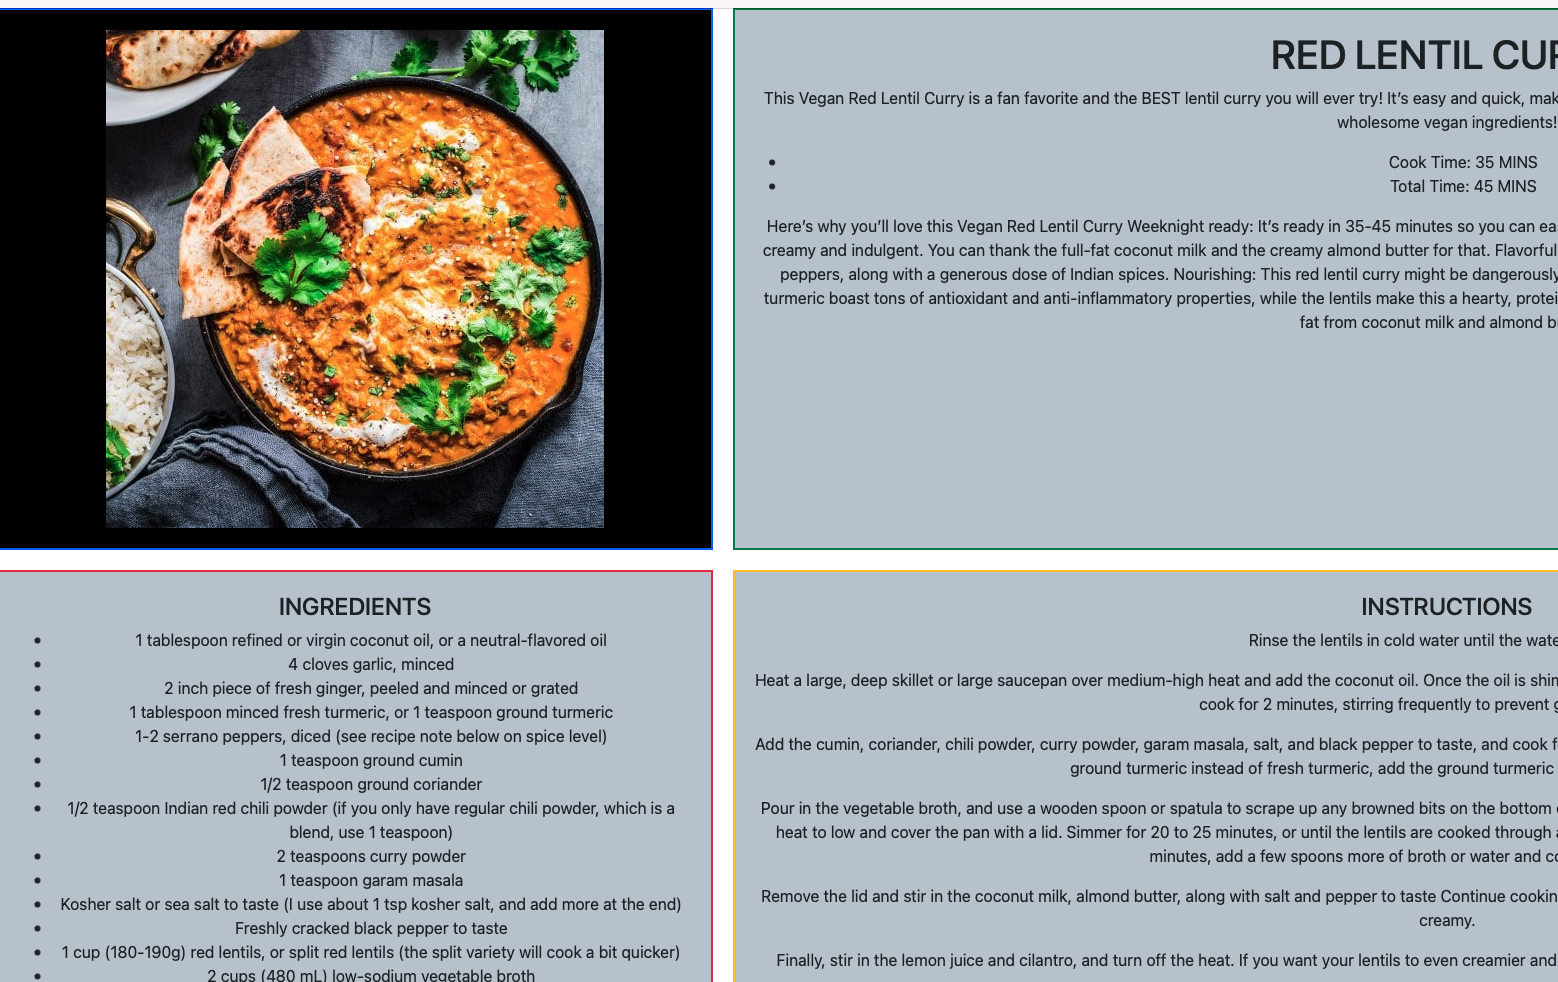 RED LENTIL CUR
This Vegan Red Lentil Curry is a fan favorite and the BEST lentil curry you will ever try! It’s easy and quick, mak
wholesome vegan ingredients!
• Cook Time: 35 MINS
• Total Time: 45 MINS
Here’s why you’ll love this Vegan Red Lentil Curry Weeknight ready: It’s ready in 35-45 minutes so you can eas
creamy and indulgent. You can thank the full-fat coconut milk and the creamy almond butter for that. Flavorful
peppers, along with a generous dose of Indian spices. Nourishing: This red lentil curry might be dangerously
turmeric boast tons of antioxidant and anti-inflammatory properties, while the lentils make this a hearty, protei
fat from coconut milk and almond b
INGREDIENTS
• 1 tablespoon refined or virgin coconut oil, or a neutral-flavored oil
• 4 cloves garlic, minced
• 2 inch piece of fresh ginger, peeled and minced or grated
• 1 tablespoon minced fresh turmeric, or 1 teaspoon ground turmeric
• 1-2 serrano peppers, diced (see recipe note below on spice level)
• 1 teaspoon ground cumin
• 1/2 teaspoon ground coriander
• 1/2 teaspoon Indian red chili powder (if you only have regular chili powder, which is a
blend, use 1 teaspoon)
• 2 teaspoons curry powder
• 1 teaspoon garam masala
• Kosher salt or sea salt to taste (I use about 1 tsp kosher salt, and add more at the end)
• Freshly cracked black pepper to taste
• 1 cup (180-190g) red lentils, or split red lentils (the split variety will cook a bit quicker)
• 2 cups (480 mL) low-sodium vegetable broth
INSTRUCTIONS
Rinse the lentils in cold water until the wate
Heat a large, deep skillet or large saucepan over medium-high heat and add the coconut oil. Once the oil is shim
cook for 2 minutes, stirring frequently to prevent g
Add the cumin, coriander, chili powder, curry powder, garam masala, salt, and black pepper to taste, and cook f
ground turmeric instead of fresh turmeric, add the ground turmeric
Pour in the vegetable broth, and use a wooden spoon or spatula to scrape up any browned bits on the bottom
heat to low and cover the pan with a lid. Simmer for 20 to 25 minutes, or until the lentils are cooked through a
minutes, add a few spoons more of broth or water and co
Remove the lid and stir in the coconut milk, almond butter, along with salt and pepper to taste Continue cookin
creamy.
Finally, stir in the lemon juice and cilantro, and turn off the heat. If you want your lentils to even creamier and